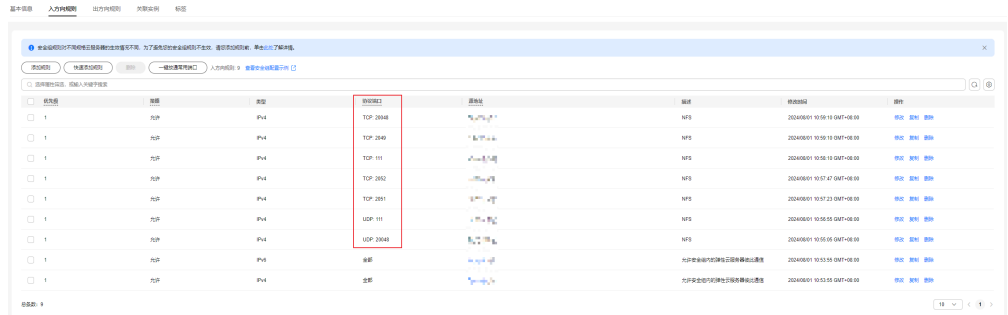 基本信息 入方向规则 出方向规则 关联实例 标签
安全组规则对不同规格云服务器的生效情况不同，为了避免您的安全组规则不生效，请您添加规则前，单击此处了解详情。
添加规则 快速添加规则 删除 一键放通常用端口 入方向规则: 9 查看安全组配置示例
选择属性筛选，或输入关键字搜索
优先级 策略 类型 协议端口 源地址 描述 修改时间 操作
1 允许 IPv4 TCP: 20048 NFS 2024/08/01 10:59:19 GMT+08:00 修改 复制 删除
1 允许 IPv4 TCP: 2049 NFS 2024/08/01 10:59:10 GMT+08:00 修改 复制 删除
1 允许 IPv4 TCP: 111 NFS 2024/08/01 10:58:10 GMT+08:00 修改 复制 删除
1 允许 IPv4 TCP: 2052 NFS 2024/08/01 10:57:47 GMT+08:00 修改 复制 删除
1 允许 IPv4 TCP: 2051 NFS 2024/08/01 10:57:23 GMT+08:00 修改 复制 删除
1 允许 IPv4 UDP: 111 NFS 2024/08/01 10:56:55 GMT+08:00 修改 复制 删除
1 允许 IPv4 UDP: 20048 NFS 2024/08/01 10:55:05 GMT+08:00 修改 复制 删除
1 允许 IPv6 全部 允许安全组内的弹性云服务器彼此通信 2024/08/01 10:53:55 GMT+08:00 修改 复制 删除
1 允许 IPv4 全部 允许安全组内的弹性云服务器彼此通信 2024/08/01 10:53:55 GMT+08:00 修改 复制 删除
总条数: 9 10 1